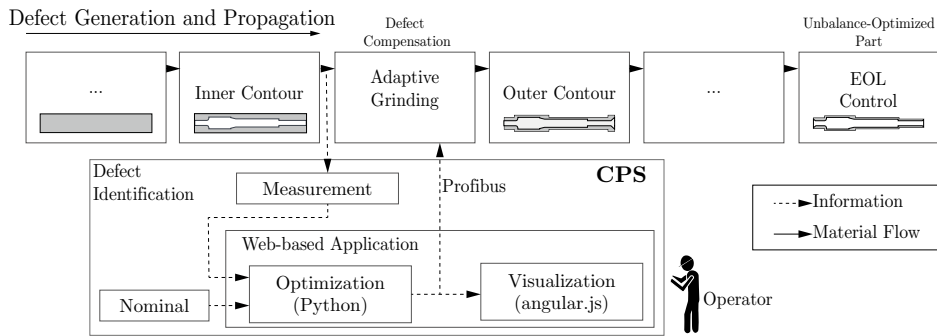 Defect Generation and Propagation
Defect
Compensation
Unbalance-Optimized
Part
...
Inner Contour
Adaptive
Grinding
Outer Contour
...
EOL
Control
Defect
Identification
CPS
Measurement
Profibus
Web-based Application
Optimization
(Python)
Visualization
(angular.js)
Nominal
Operator
Information
Material Flow